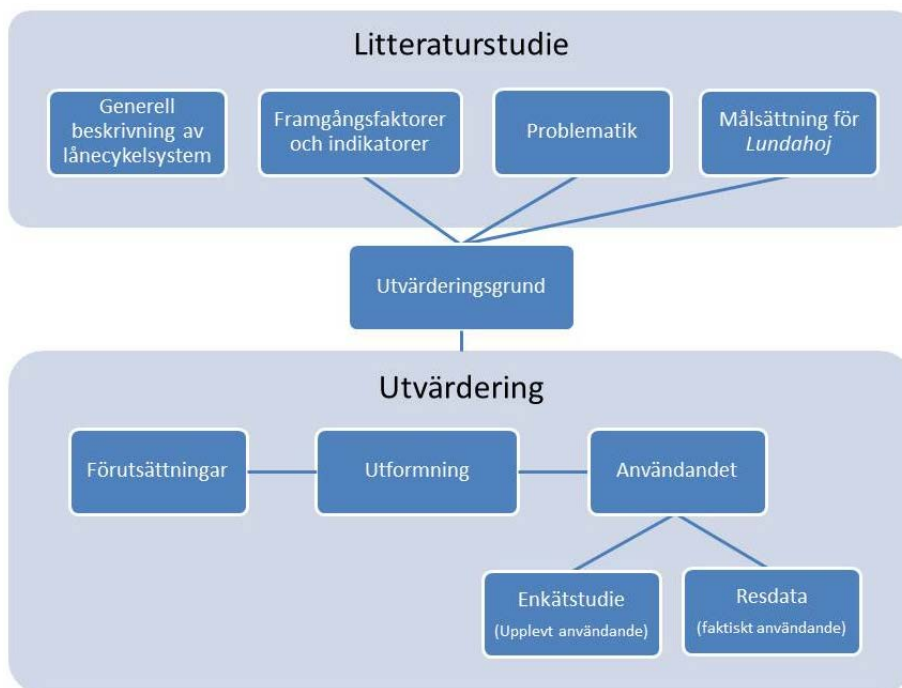 Litteraturstudie
Generell
beskrivning av
lånecykelsystem
Framgångsfaktorer
och indikatorer
Problematik
Målsättning för
Lundahoj
Utvärderingsgrund
Utvärdering
Förutsättningar
Utformning
Användandet
Enkätstudie
(Upplevt användande)
Resdata
(faktiskt användande)